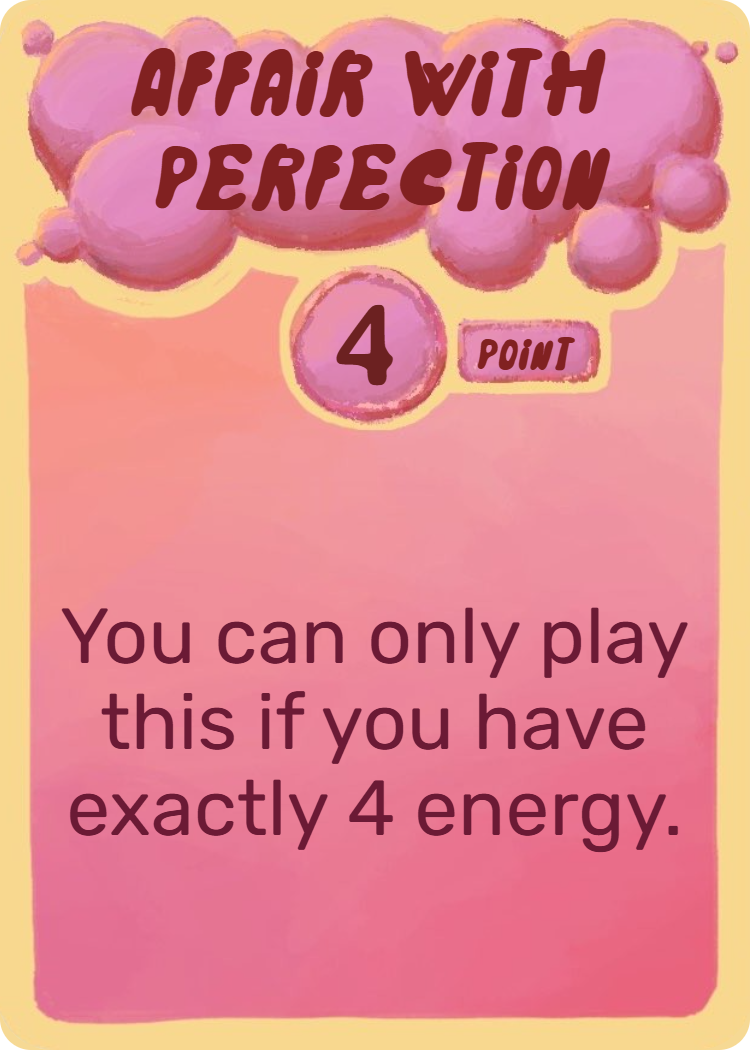 AFFAIR WITH
PERFECTION
4
POINT
You can only play
this if you have
exactly 4 energy.